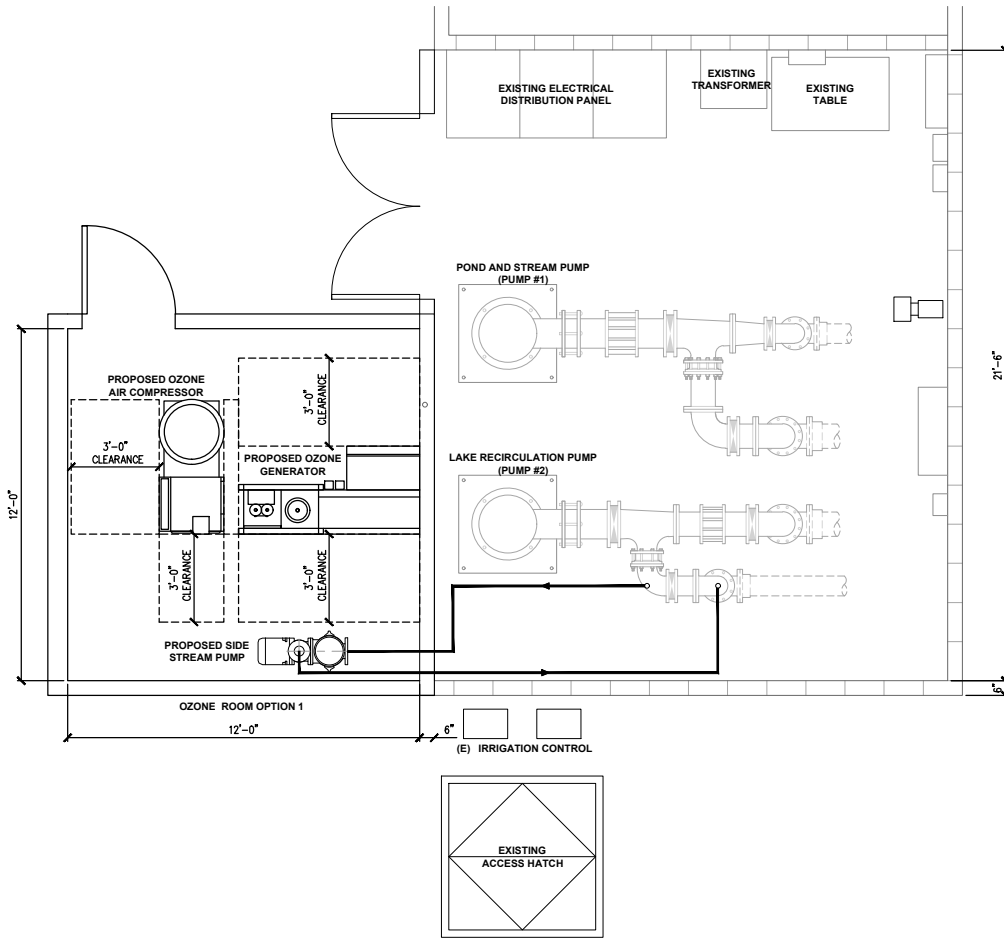 EXISTING ELECTRICAL
DISTRIBUTION PANEL
EXISTING
TRANSFORMER
EXISTING
TABLE
POND AND STREAM PUMP
(PUMP #1)
21'-6"
PROPOSED OZONE
AIR COMPRESSOR
3'-0"
CLEARANCE
3'-0"
CLEARANCE
PROPOSED OZONE
GENERATOR
LAKE RECIRCULATION PUMP
(PUMP #2)
12'-0"
3'-0"
CLEARANCE
3'-0"
CLEARANCE
PROPOSED SIDE
STREAM PUMP
6"
OZONE ROOM OPTION 1
12'-0"
6"
(E) IRRIGATION CONTROL
EXISTING
ACCESS HATCH